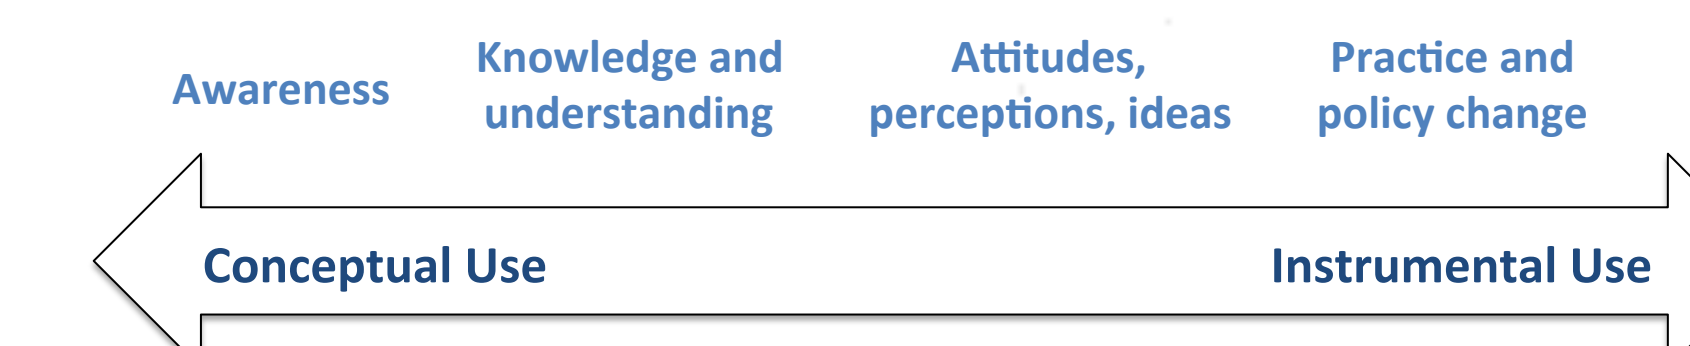 Awareness
Knowledge and
understanding
Attitudes,
perceptions, ideas
Practice and
policy change
Conceptual Use
Instrumental Use